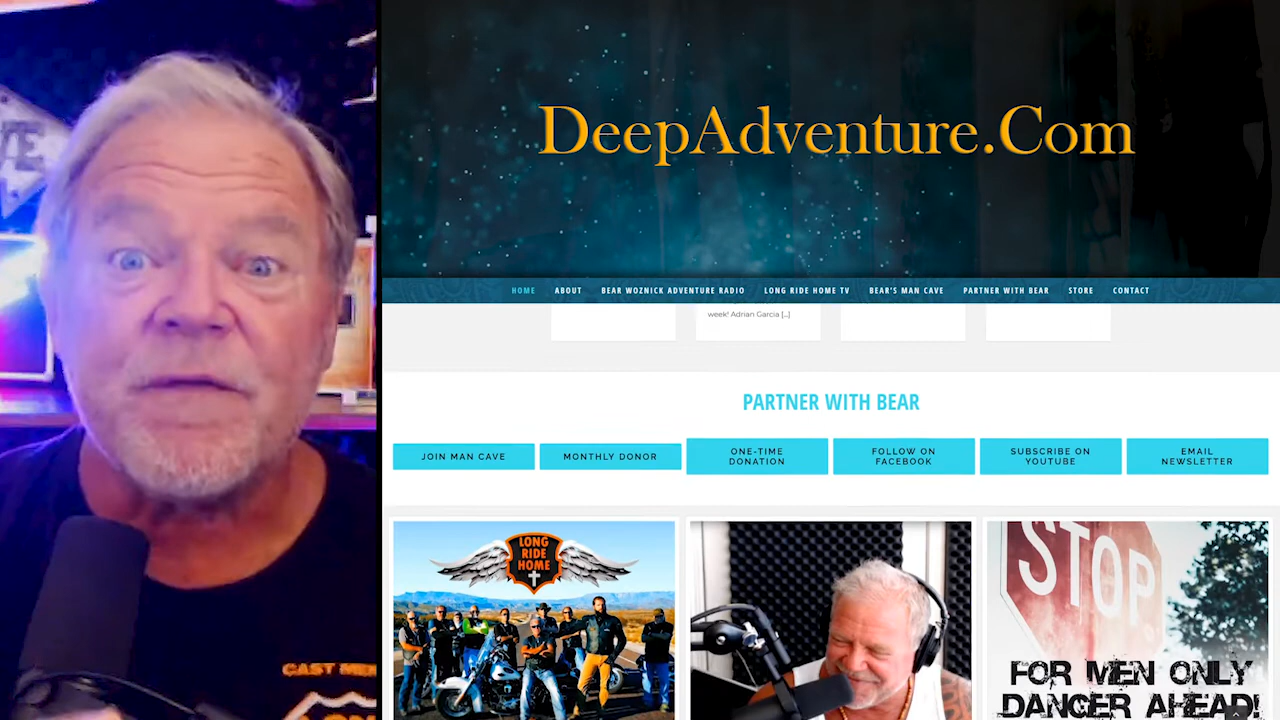 DeepAdventure.Com
HOME ABOUT BEAR WOZNICK ADVENTURE RADIO LONG RIDE HOME TV BEAR'S MAN CAVE PARTNER WITH BEAR STORE CONTACT
week! Adrian Garcia [...]
PARTNER WITH BEAR
JOIN MAN CAVE
MONTHLY DONOR
ONE-TIME
DONATION
FOLLOW ON
FACEBOOK
SUBSCRIBE ON
YOUTUBE
EMAIL
NEWSLETTER
LONG
RIDE
HOME
STOP
FOR MEN ONLY
DANGER AHEAD!
CAST